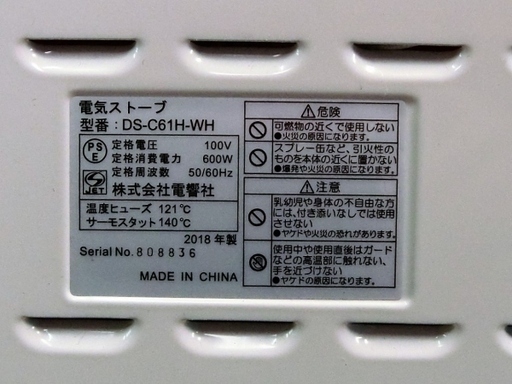 電気ストーブ
型番：DS-C61H-WH
PSE
定格電圧 100V
定格消費電力 600W
定格周波数 50/60Hz
JET
株式会社電響社
温度ヒューズ 121℃
サーモスタット140℃
2018 年製
Serial No. 808836
MADE IN CHINA
⚠危険
可燃物の近くで使用しない
●火災の原因になります。
スプレー缶など、引火性の
ものを本体の近くに置かない
●爆発や火災の原因になります。
⚠注意
乳幼児や身体の不自由な方
には、付き添いなしでは使用
させない
●ヤケドや火災の恐れがあります。
使用中や使用直後はガード
などの高温部に触れない、
手を近づけない
●ヤケドの原因になります。